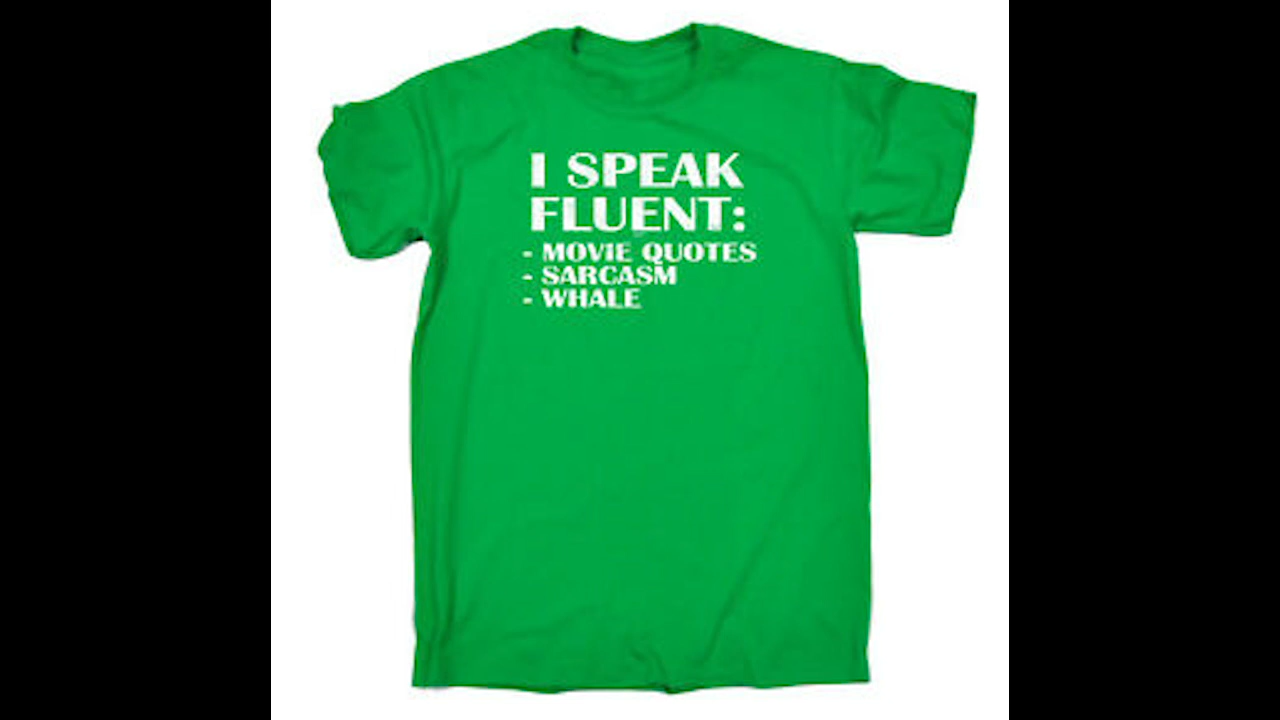 I SPEAK
FLUENT:
- MOVIE QUOTES
- SARCASM
- WHALE